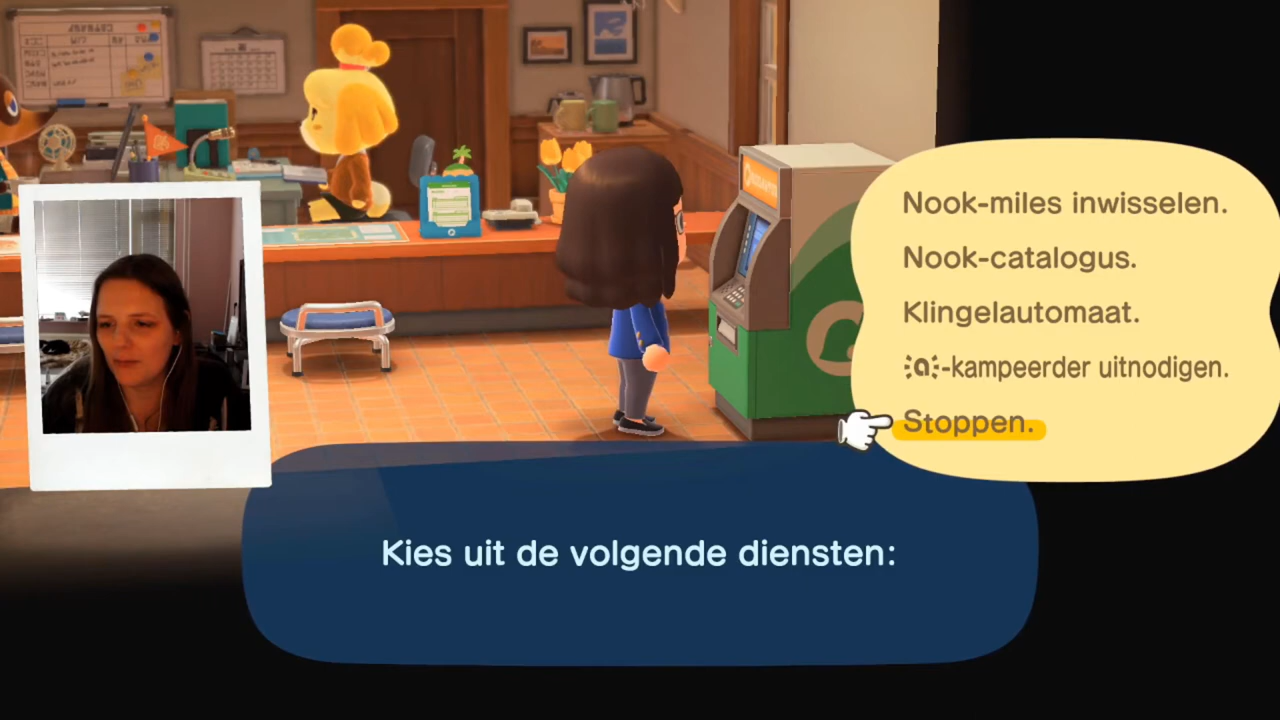 Nook-miles inwisselen.
Nook-catalogus.
Klingelautomaat.
a-kampeerder uitnodigen.
Stoppen.
Kies uit de volgende diensten: